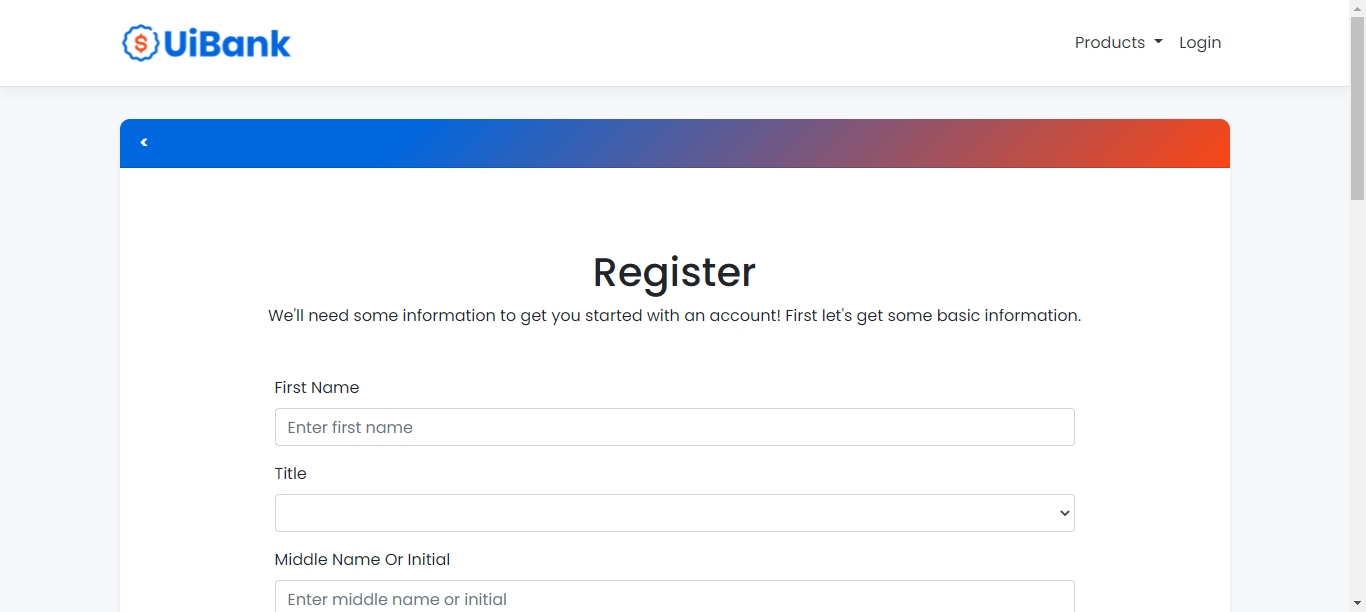 $ UiBank
Products Login
<
Register
We'll need some information to get you started with an account! First let's get some basic information.
First Name
Enter first name
Title
Middle Name Or Initial
Enter middle name or initial